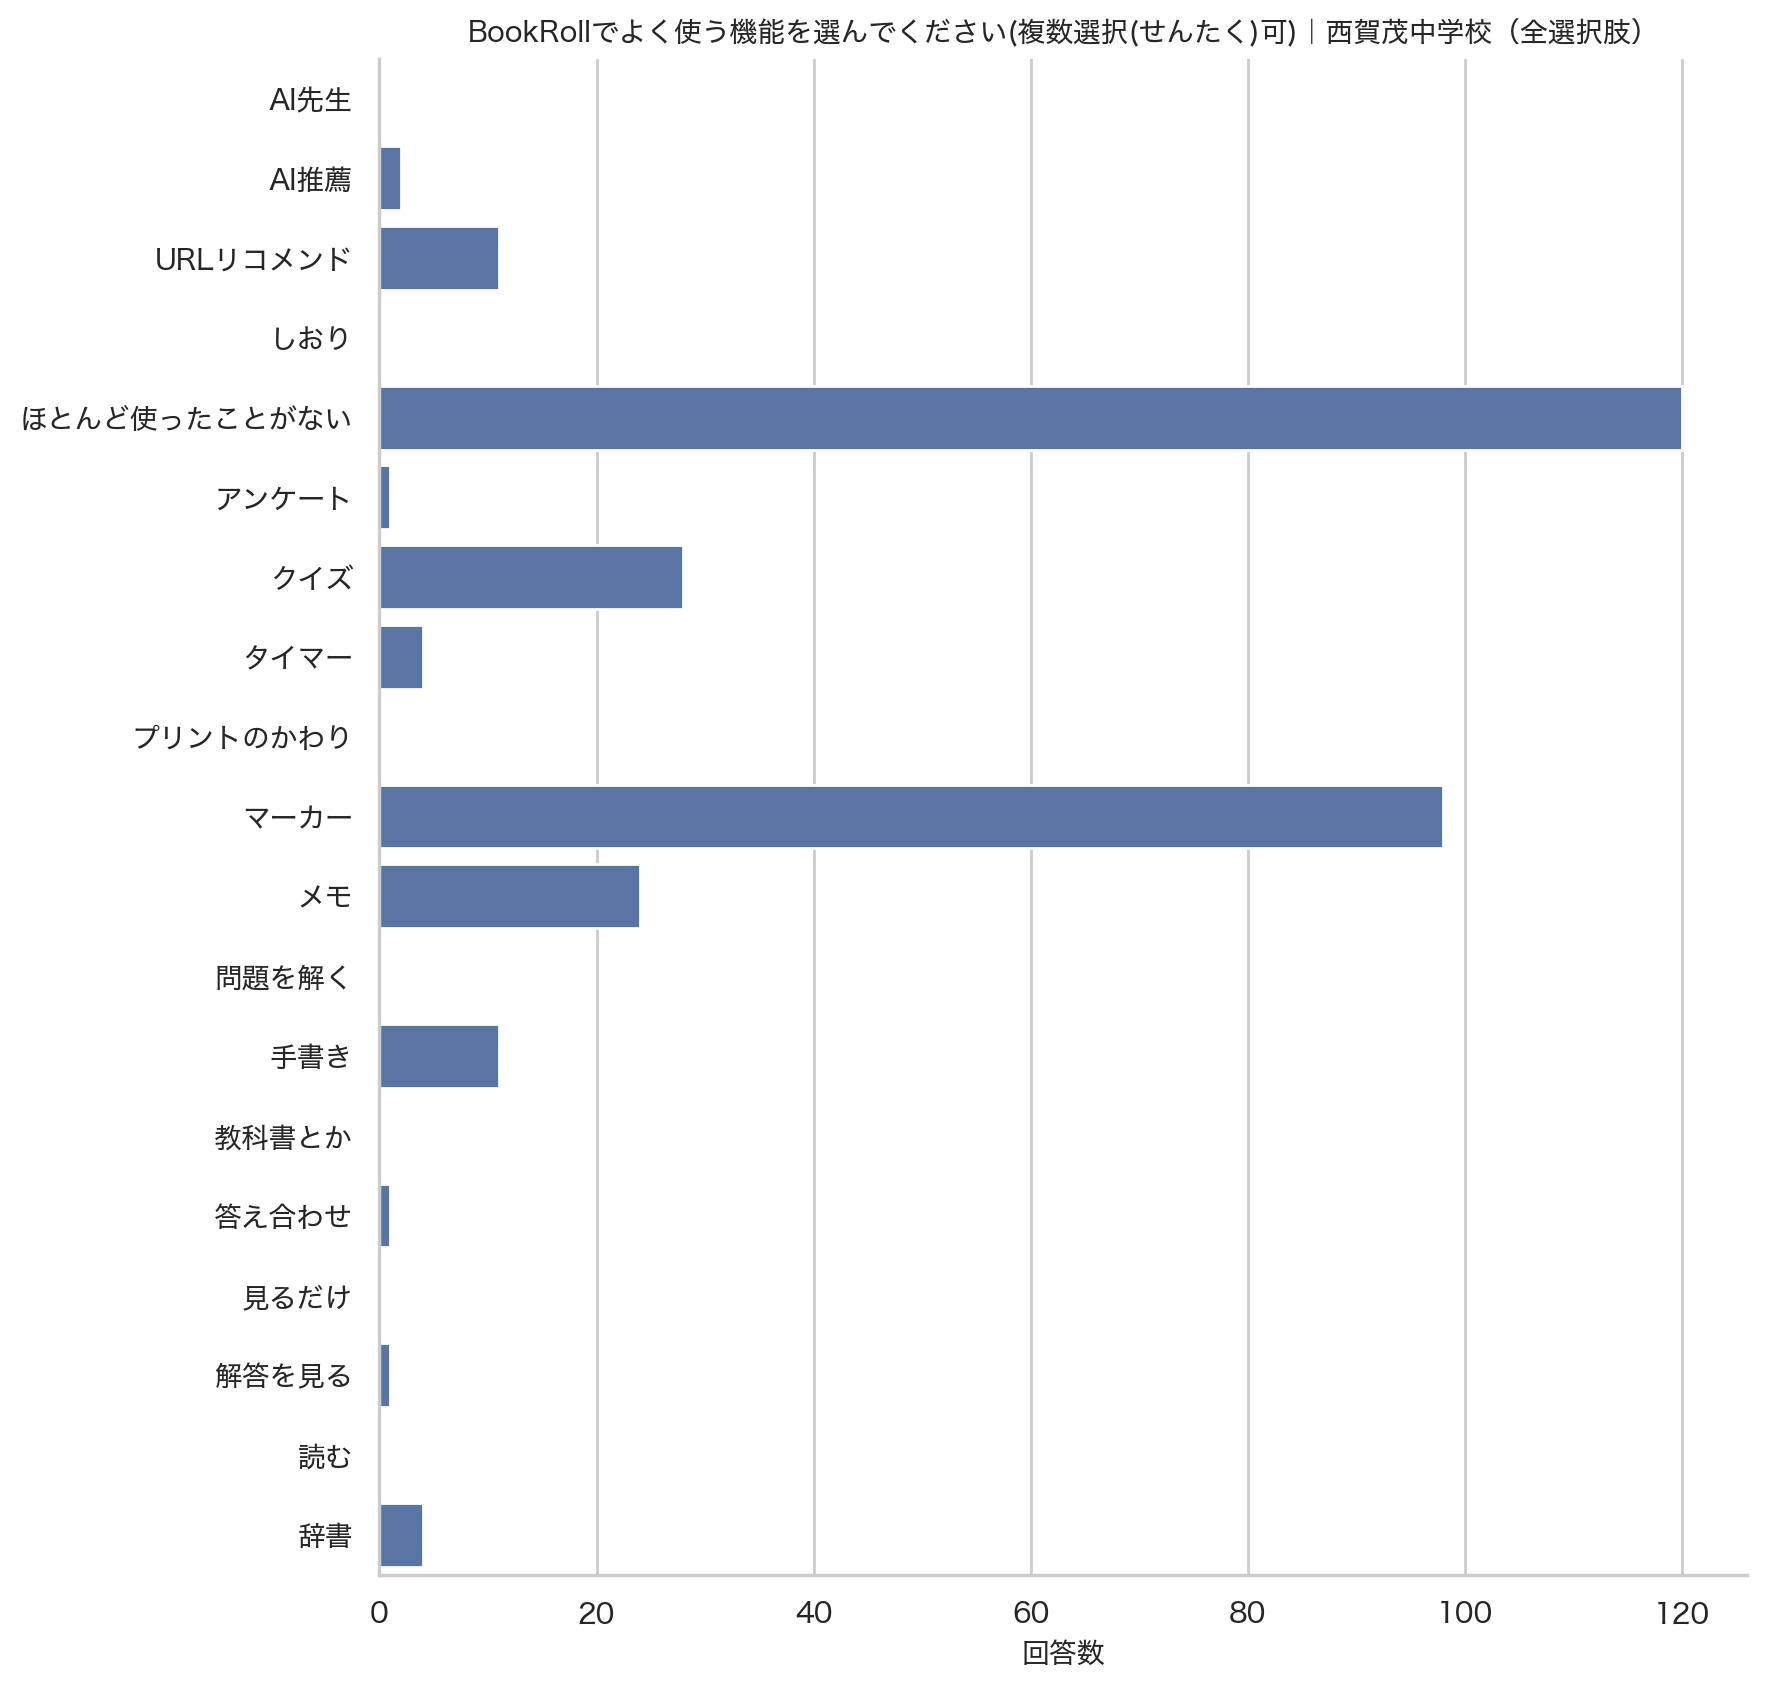 BookRollでよく使う機能を選んでください(複数選択(せんたく)可)｜西賀茂中学校（全選択肢）
AI先生
AI推薦
URLリコメンド
しおり
ほとんど使ったことがない
アンケート
クイズ
タイマー
プリントのかわり
マーカー
メモ
問題を解く
手書き
教科書とか
答え合わせ
見るだけ
解答を見る
読む
辞書
0 20 40 60 80 100 120
回答数